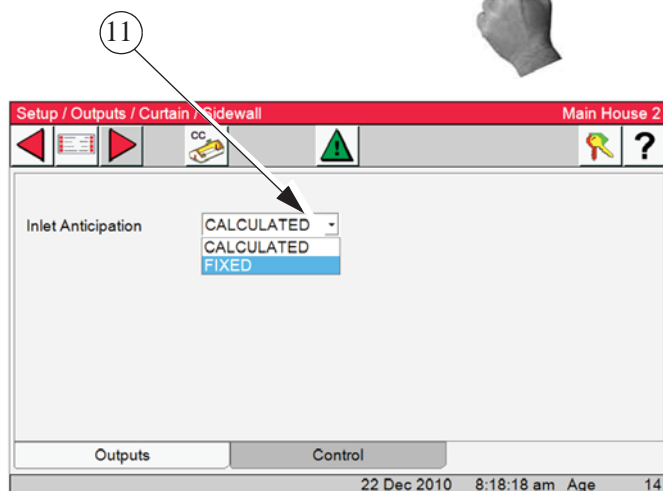 11
Setup / Outputs / Curtain / Sidewall Main House 2
CC ?
Inlet Anticipation CALCULATED
CALCULATED
FIXED
Outputs Control
22 Dec 2010 8:18:18 am Age 14